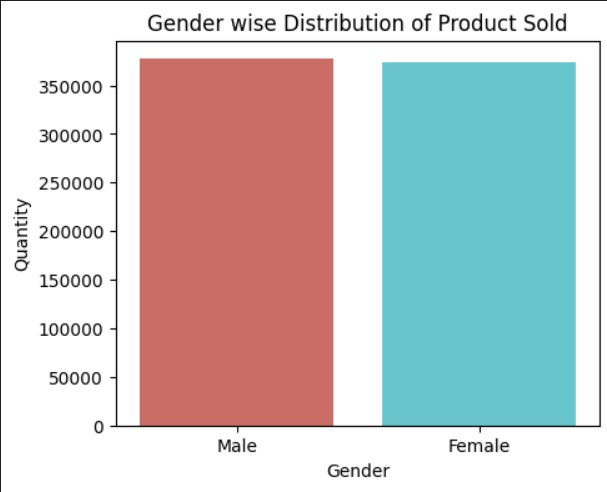 Gender wise Distribution of Product Sold
Quantity
350000
300000
250000
200000
150000
100000
50000
0
Male Female
Gender